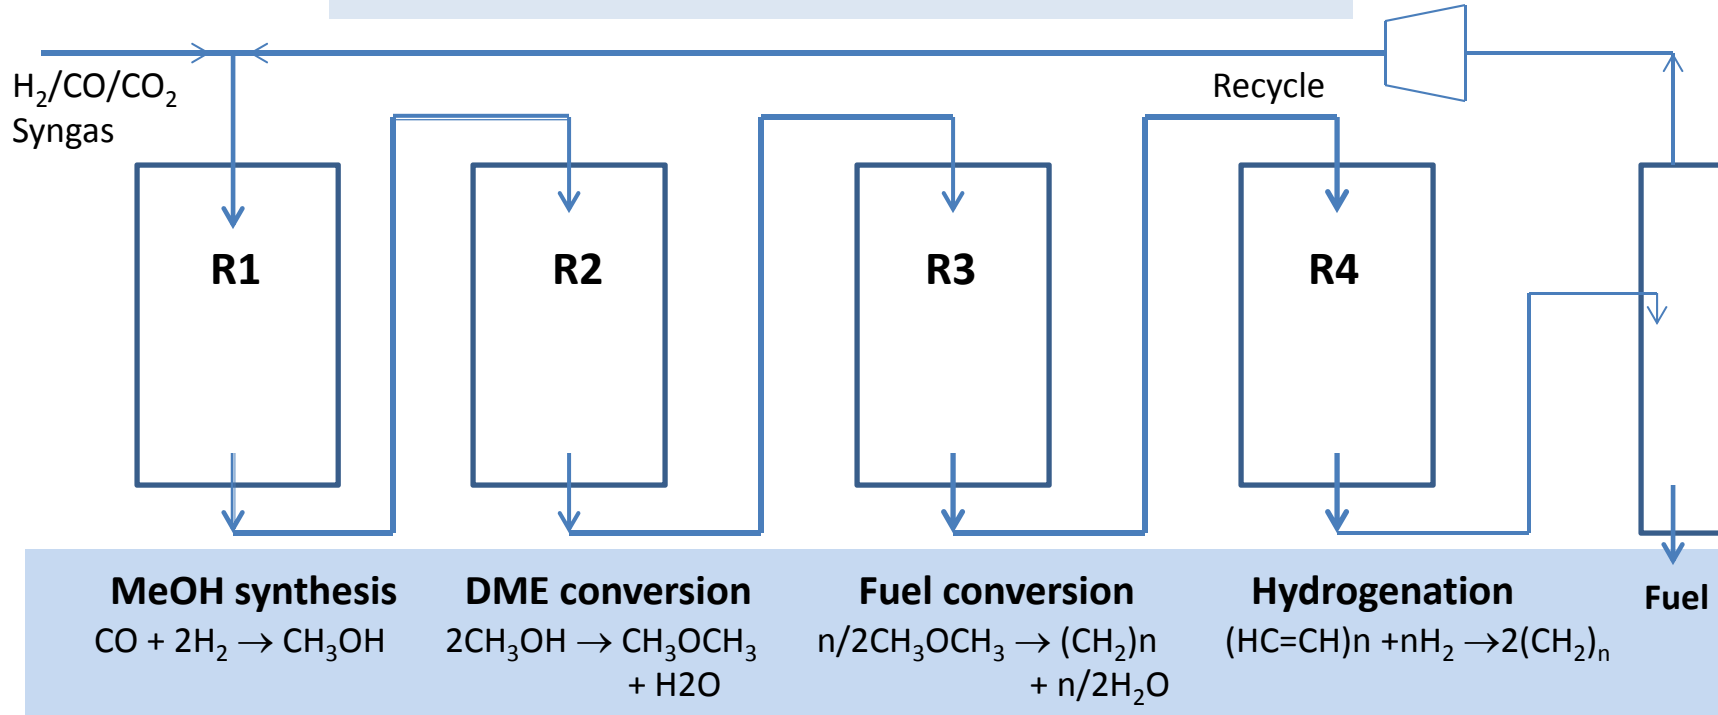 H₂/CO/CO₂
Syngas
Recycle
R1
R2
R3
R4
MeOH synthesis
CO + 2H₂ → CH₃OH
DME conversion
2CH₃OH → CH₃OCH₃
+ H2O
Fuel conversion
n/2CH₃OCH₃ → (CH₂)n
+ n/2H₂O
Hydrogenation
(HC=CH)n +nH₂ →2(CH₂)ₙ
Fuel